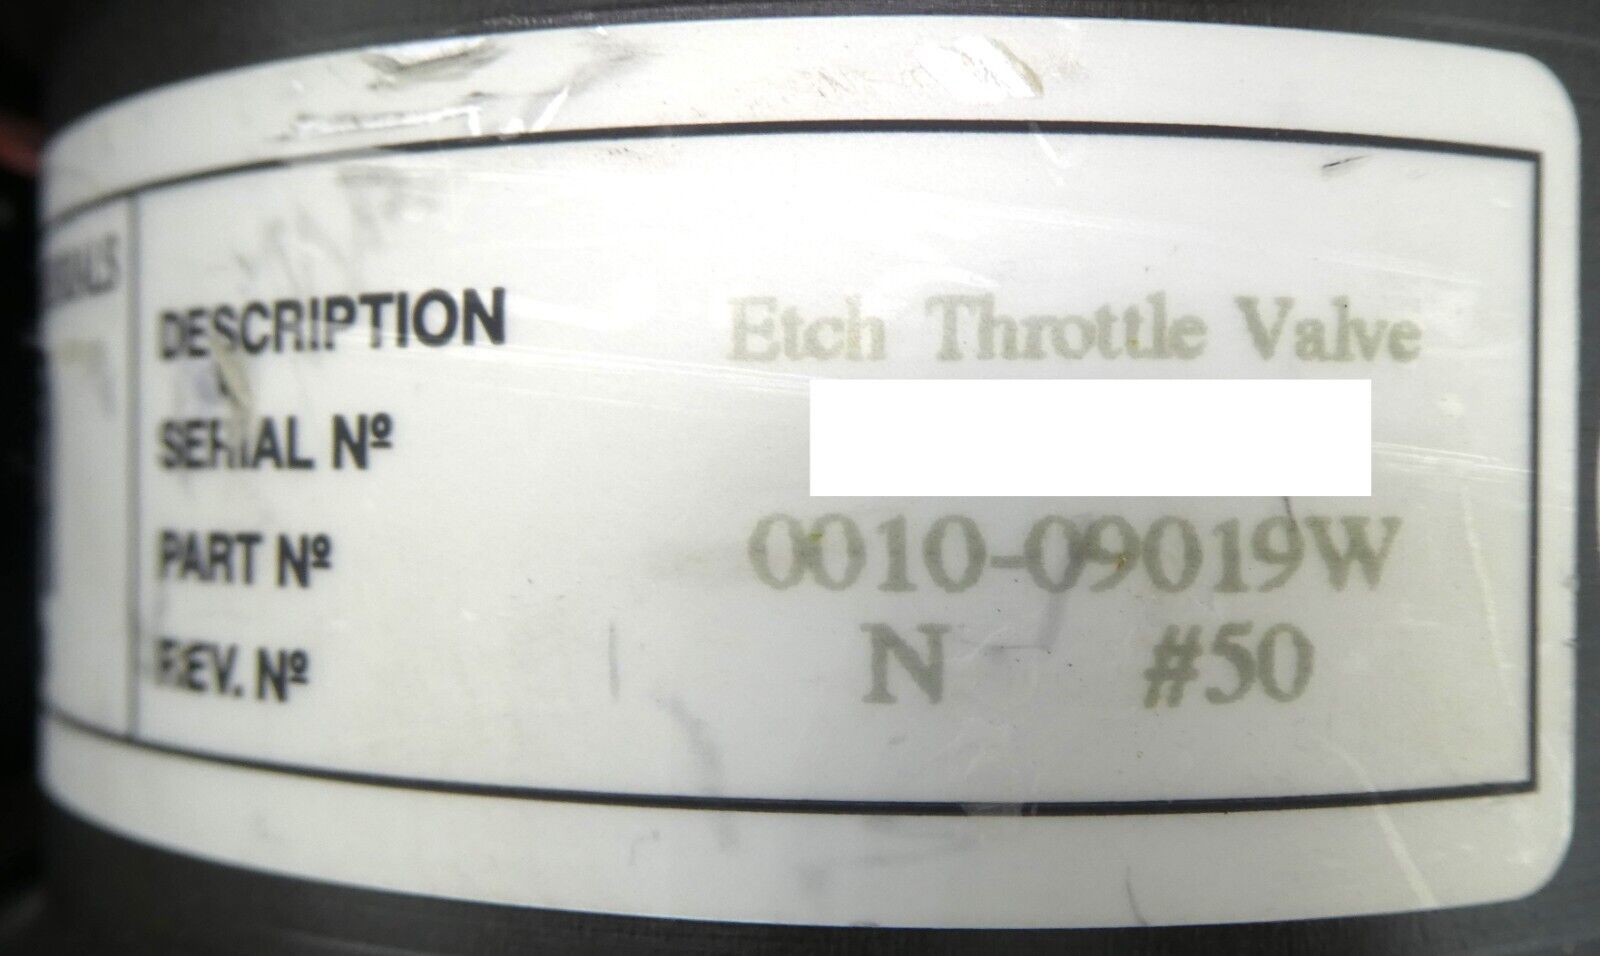 DESCRIPTION Etch Throttle Valve
SERIAL Nº
PART Nº 0010-09019W
REV. Nº N #50